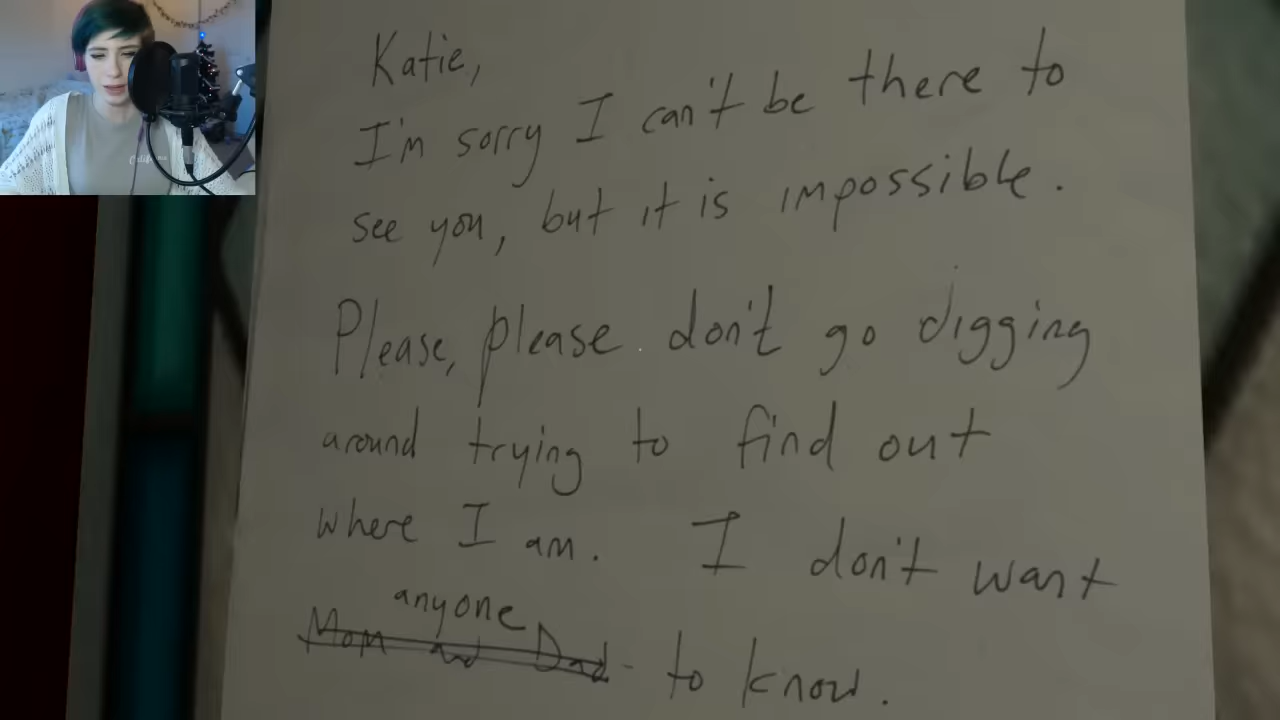 Katie,
I'm sorry I can't be there to
see you, but it is impossible.
Please, please don't go digging
around trying to find out
where I am. I don't want
anyone
Mom and Dad to know.